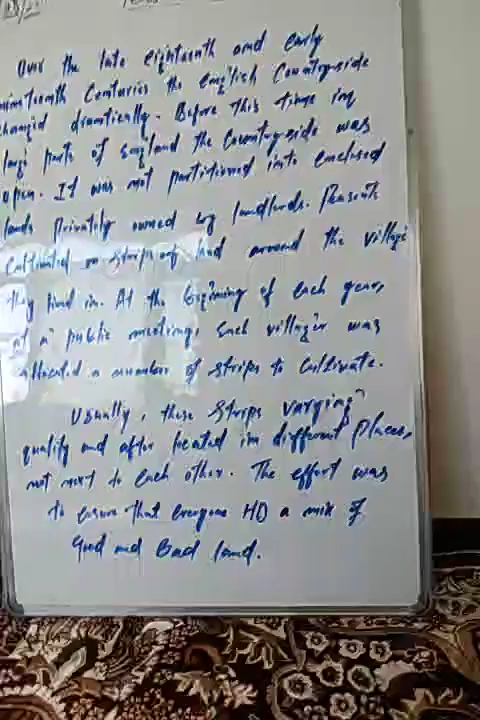 Over the late eighteenth and early
nineteenth Centuries the english Countryside
changed dramtically. Before this time in
large parts of England the Countryside was
open. It was not partitioned into enclosed
lands Privately owned by landlords. Peasents
Cultivated on strips of land around the village
they lived in. At the beginning of each year,
at a public meeting, each villager was
allocated a number of strips to Cultivate.
Usually, these strips varying
quality and often located in different places,
not next to each other. The effort was
to ensure that everyone HD a mix of
Good and Bad land.